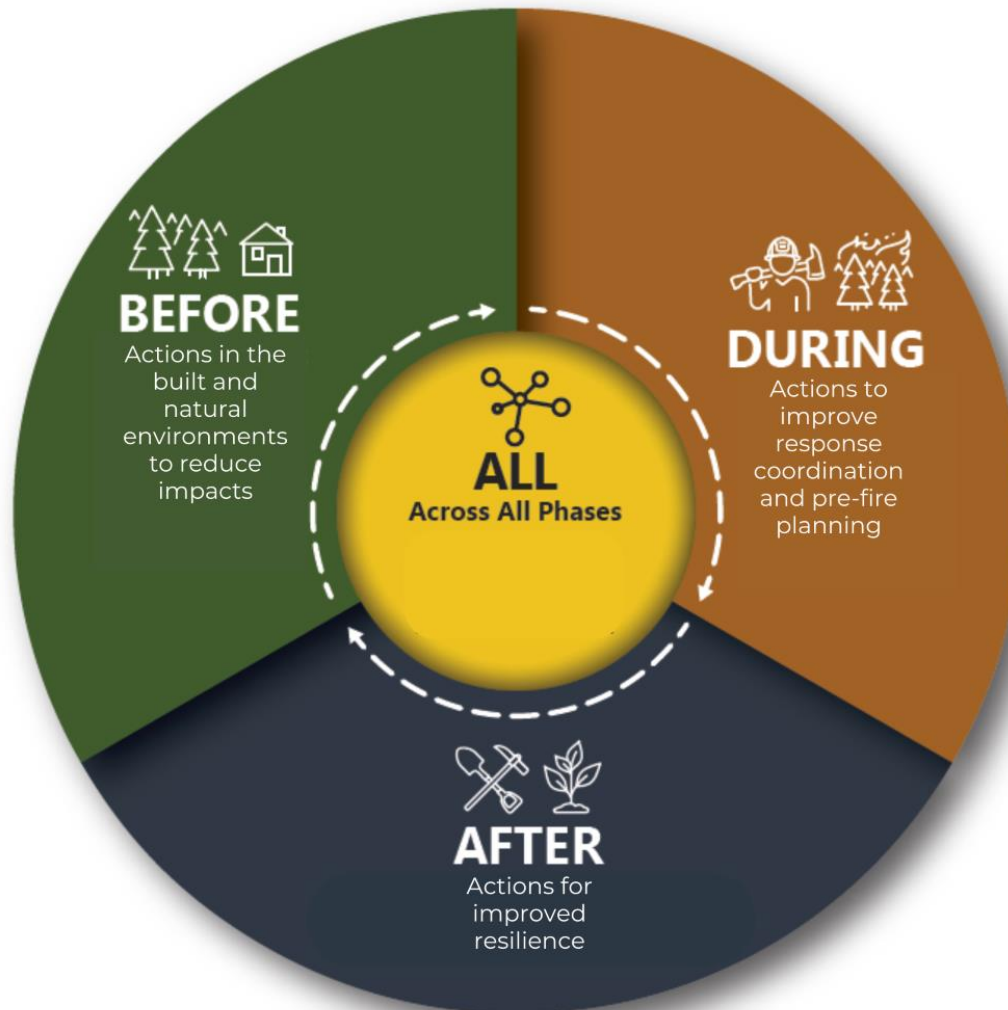 BEFORE
Actions in the
built and
natural
environments
to reduce
impacts
DURING
Actions to
improve
response
coordination
and pre-fire
planning
ALL
Across All Phases
AFTER
Actions for
improved
resilience